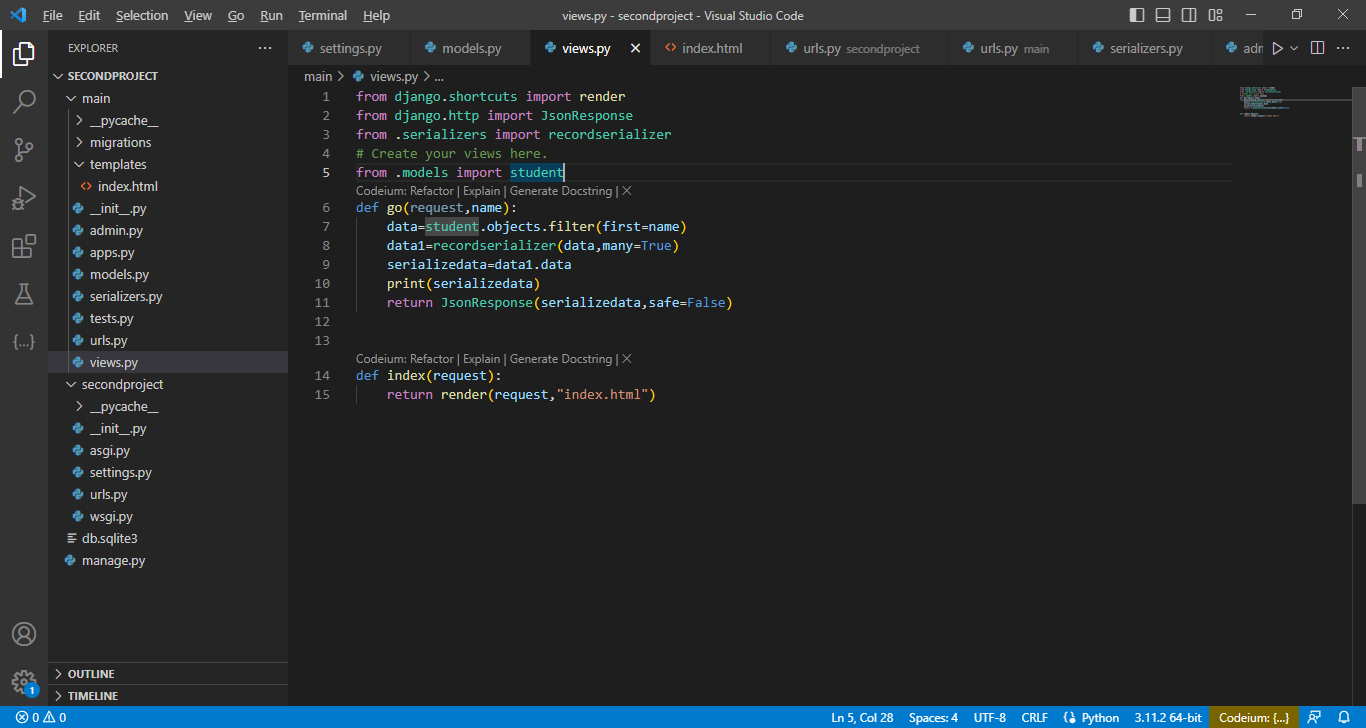 File Edit Selection View Go Run Terminal Help
views.py - secondproject - Visual Studio Code
EXPLORER
SECONDPROJECT
main
__pycache__
migrations
templates
index.html
__init__.py
admin.py
apps.py
models.py
serializers.py
tests.py
urls.py
views.py
secondproject
__pycache__
__init__.py
asgi.py
settings.py
urls.py
wsgi.py
db.sqlite3
manage.py
OUTLINE
TIMELINE
settings.py models.py views.py index.html urls.py secondproject urls.py main serializers.py adm
main > views.py > ...
1 from django.shortcuts import render
2 from django.http import JsonResponse
3 from .serializers import recordserializer
4 # Create your views here.
5 from .models import student
Codeium: Refactor | Explain | Generate Docstring | ✕
6 def go(request,name):
7 data=student.objects.filter(first=name)
8 data1=recordserializer(data,many=True)
9 serializedata=data1.data
10 print(serializedata)
11 return JsonResponse(serializedata,safe=False)
12
13
Codeium: Refactor | Explain | Generate Docstring | ✕
14 def index(request):
15 return render(request,"index.html")
1
0 0 Ln 5, Col 28 Spaces: 4 UTF-8 CRLF Python 3.11.2 64-bit Codeium: {...}